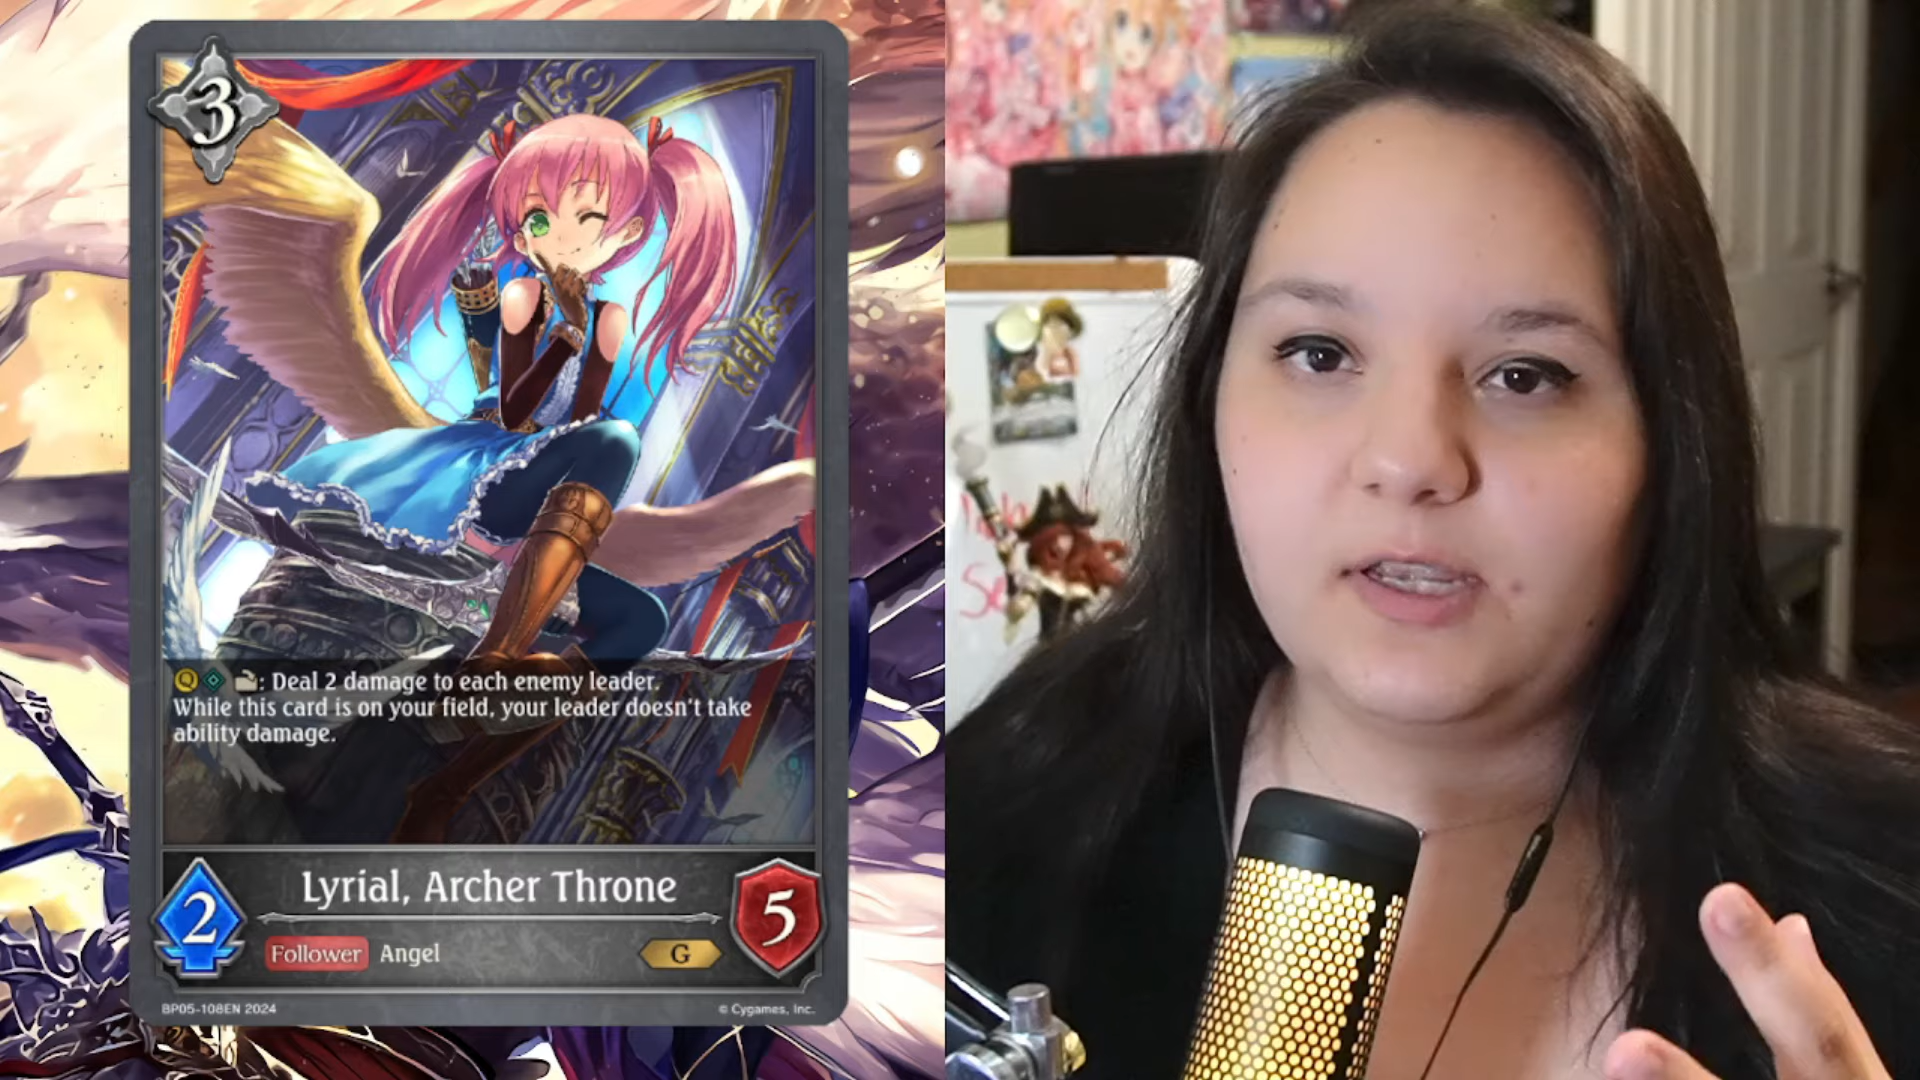 3
Q : Deal 2 damage to each enemy leader.
While this card is on your field, your leader doesn't take
ability damage.
Lyrial, Archer Throne
2
5
Follower Angel
G
BP05-108EN 2024
© Cygames, Inc.